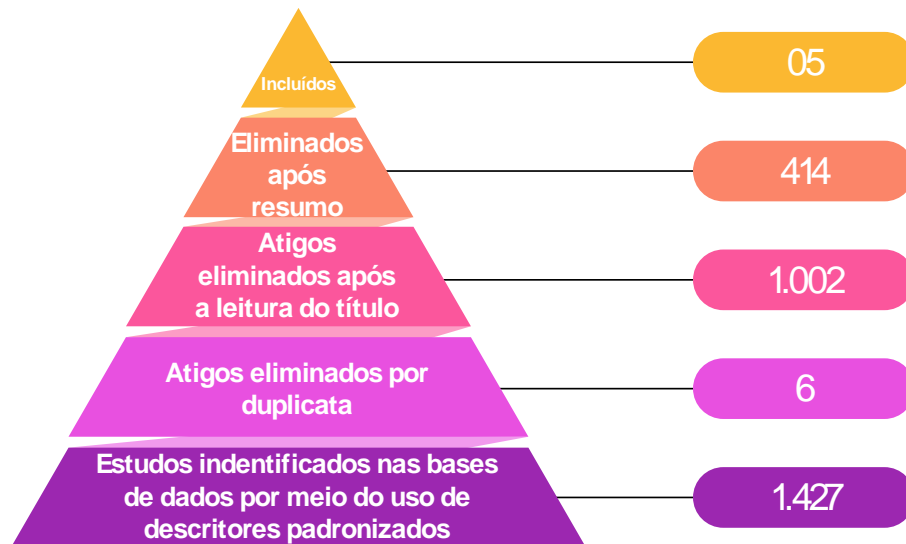 Incluídos
05
Eliminados
após
resumo
414
Atigos
eliminados após
a leitura do título
1.002
Atigos eliminados por
duplicata
6
Estudos indentificados nas bases
de dados por meio do uso de
descritores padronizados
1.427